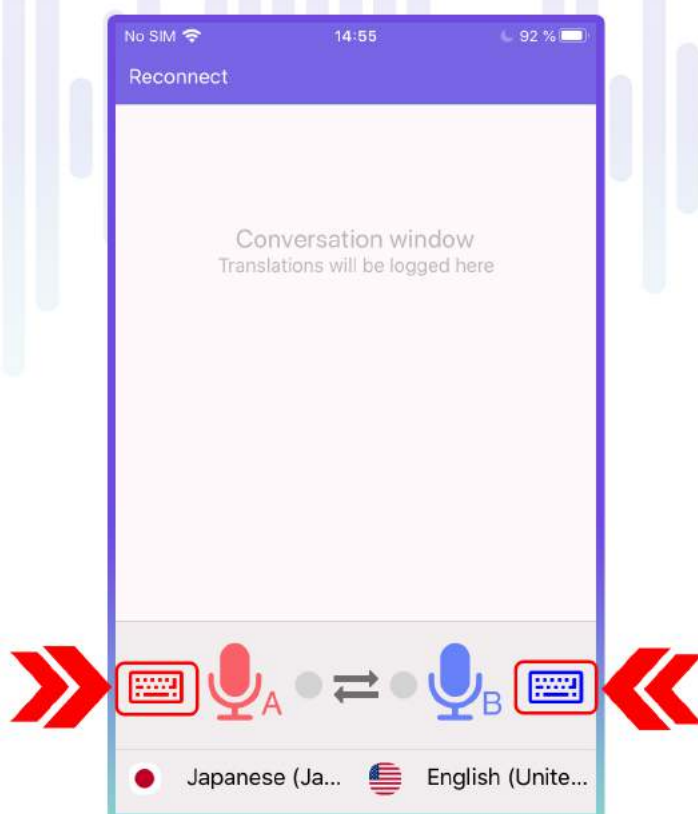 No SIM 14:55 92 %
Reconnect
Conversation window
Translations will be logged here
A B
Japanese (Ja... English (Unite...